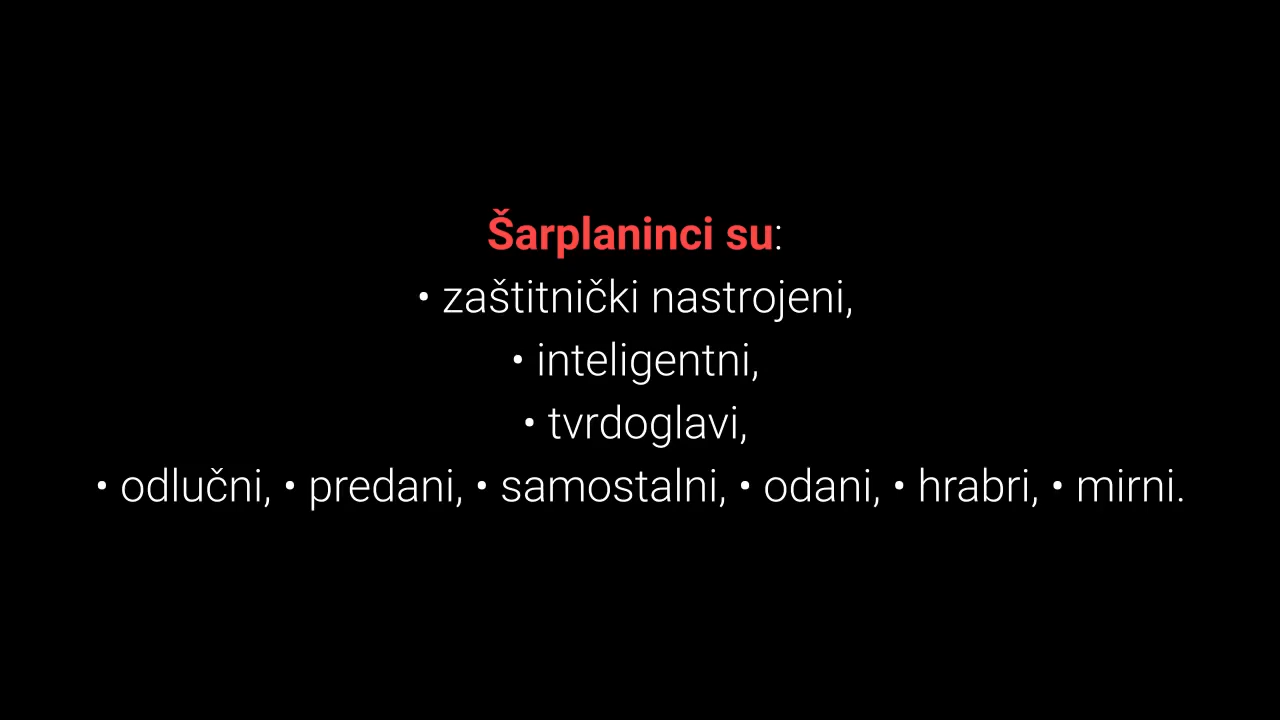 Šarplaninci su:
• zaštitnički nastrojeni,
• inteligentni,
• tvrdoglavi,
• odlučni, • predani, • samostalni, • odani, • hrabri, • mirni.